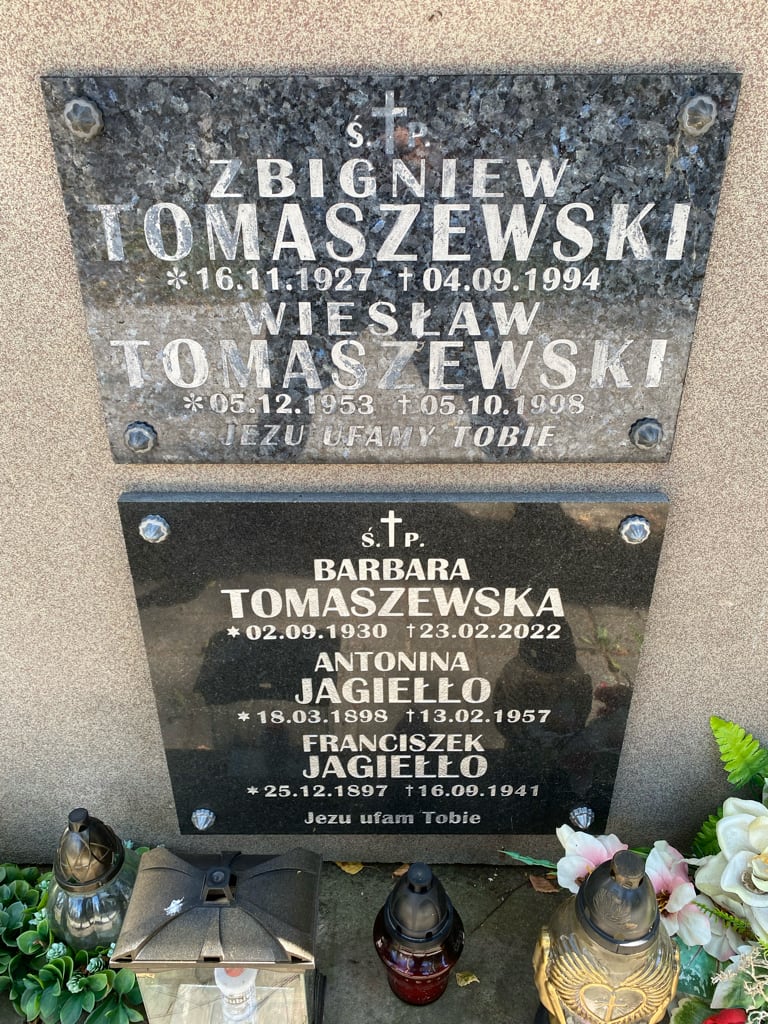 Ś. P.
ZBIGNIEW
TOMASZEWSKI
*16.11.1927 †04.09.1994
WIESŁAW
TOMASZEWSKI
*05.12.1953 †05.10.1998
JEZU UFAMY TOBIE
Ś. P.
BARBARA
TOMASZEWSKA
*02.09.1930 †23.02.2022
ANTONINA
JAGIEŁŁO
*18.03.1898 †13.02.1957
FRANCISZEK
JAGIEŁŁO
*25.12.1897 †16.09.1941
Jezu ufam Tobie